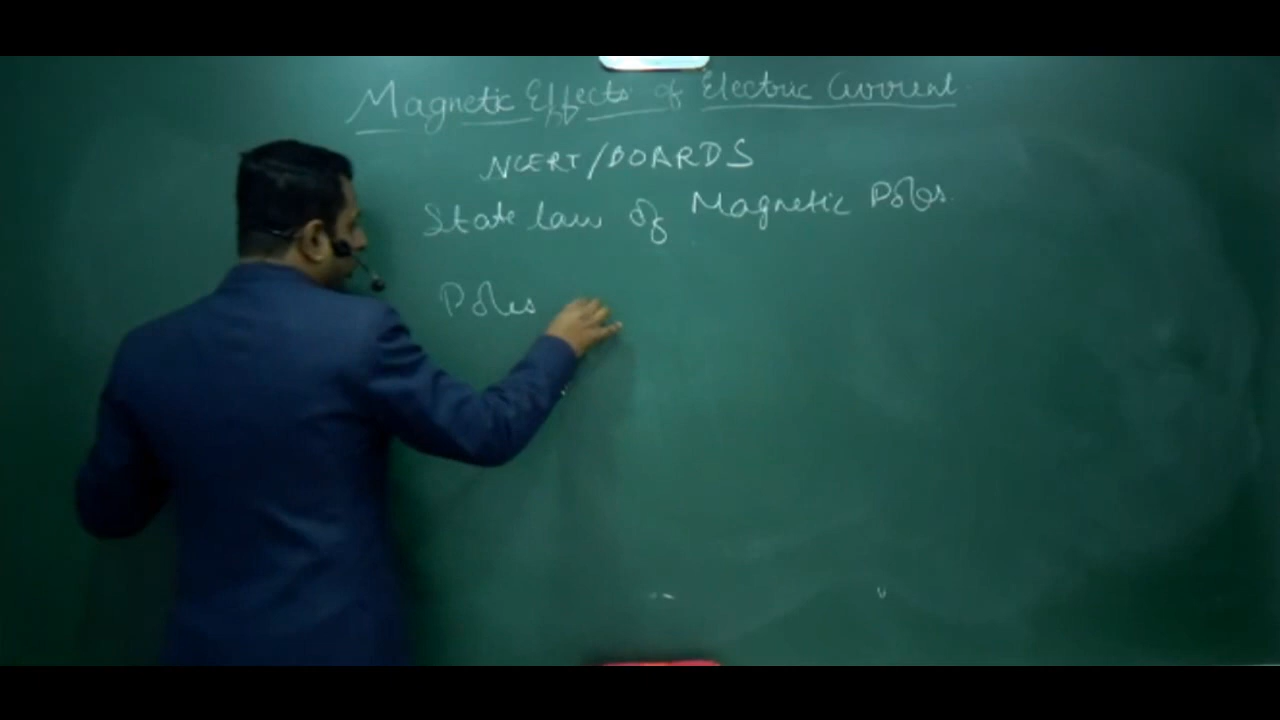 Magnetic Effects of Electric Current.
NCERT/BOARDS
State law of Magnetic Poles.
Poles